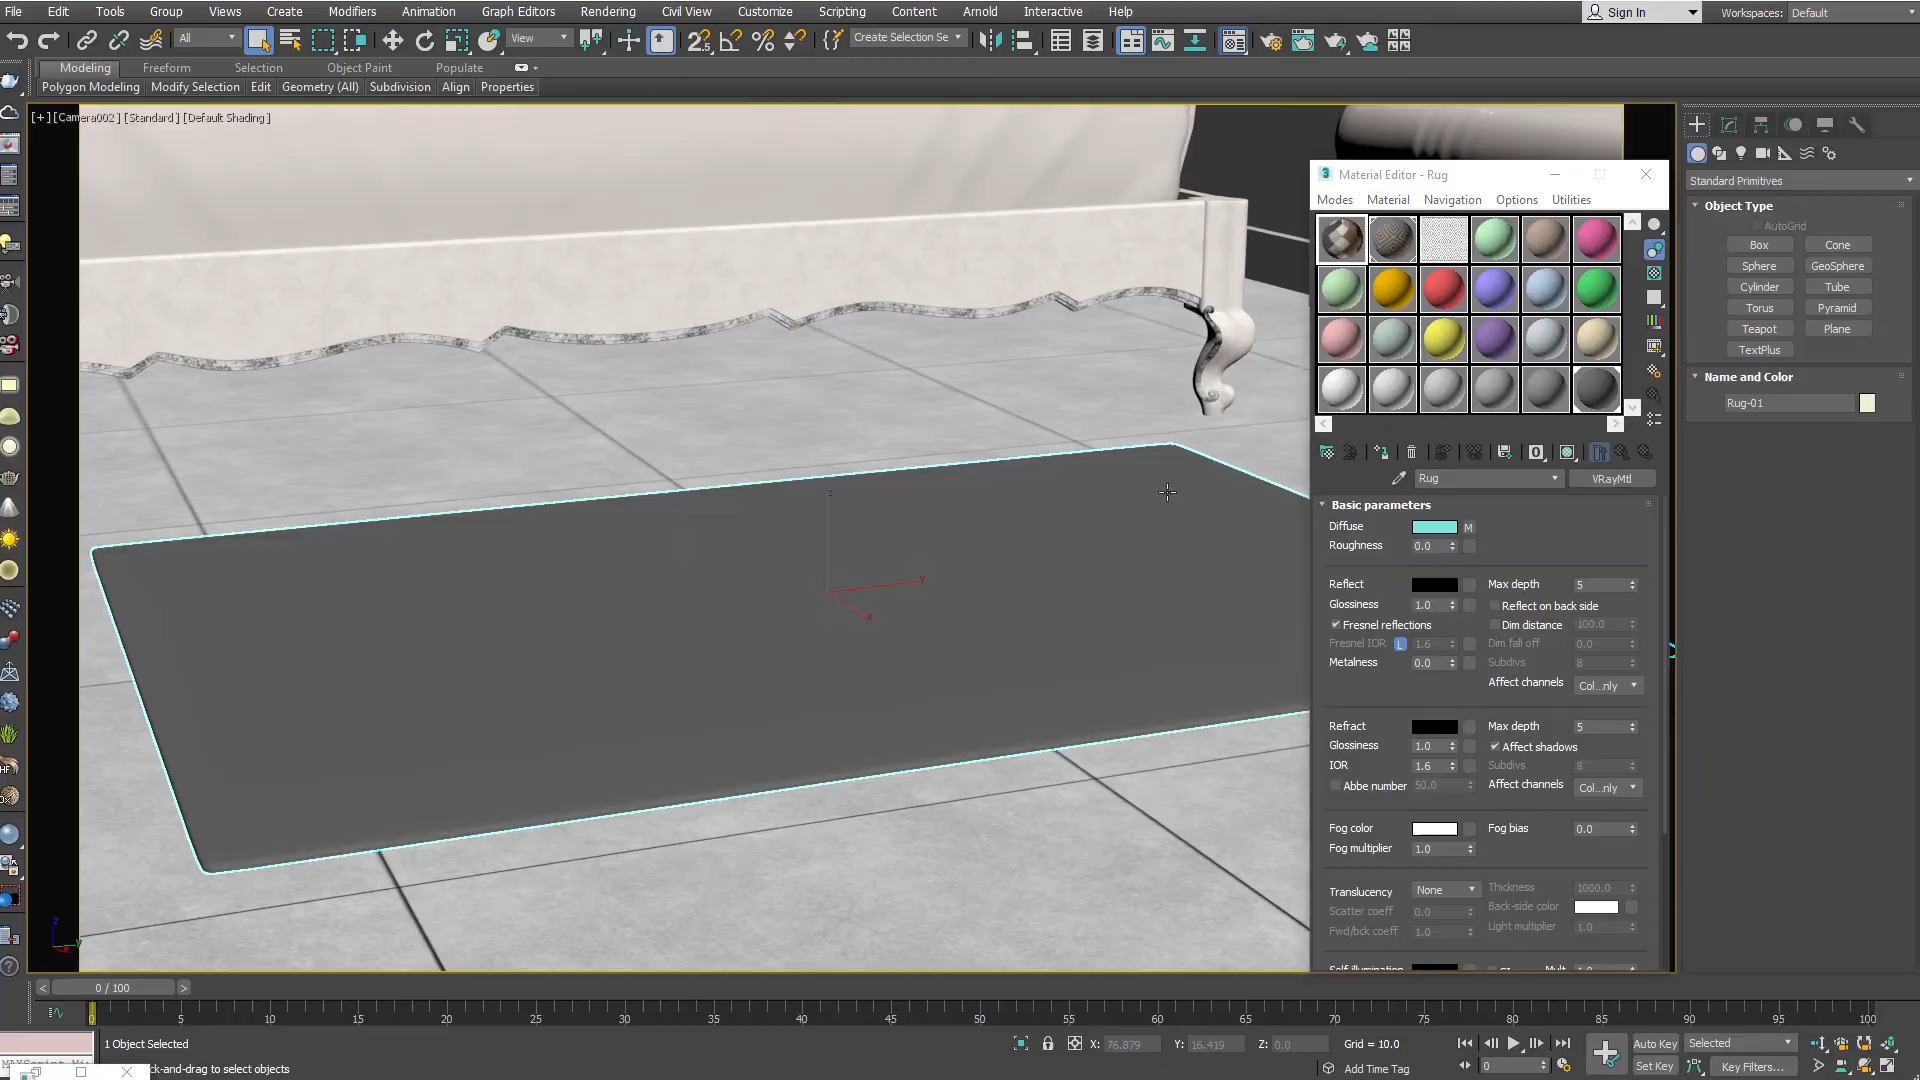 File Edit Tools Group Views Create Modifiers Animation Graph Editors Rendering Civil View Customize Scripting Content Arnold Interactive Help Sign In Workspaces: Default
All View Create Selection Se
Modeling Freeform Selection Object Paint Populate
Polygon Modeling Modify Selection Edit Geometry (All) Subdivision Align Properties
[+] [Camera002] [Standard] [Default Shading]
Material Editor - Rug
Modes Material Navigation Options Utilities
Rug VRayMtl
Basic parameters
Diffuse M
Roughness 0.0
Reflect Max depth 5
Glossiness 1.0 Reflect on back side
Fresnel reflections Dim distance 100.0
Fresnel IOR L 1.6 Dim fall off 0.0
Metalness 0.0 Subdivs 8
Affect channels Col...nly
Refract Max depth 5
Glossiness 1.0 Affect shadows
IOR 1.6 Subdivs 8
Abbe number 50.0 Affect channels Col...nly
Fog color Fog bias 0.0
Fog multiplier 1.0
Translucency None Thickness 1000.0
Scatter coeff 0.0 Back-side color
Fwd/bck coeff 1.0 Light multiplier 1.0
Self-illumination GI Mult 1.0
Standard Primitives
Object Type
AutoGrid
Box Cone
Sphere GeoSphere
Cylinder Tube
Torus Pyramid
Teapot Plane
TextPlus
Name and Color
Rug-01
z
y
x
z
y
HF
< 0 / 100 >
0 5 10 15 20 25 30 35 40 45 50 55 60 65 70 75 80 85 90 95 100
1 Object Selected X: 76.879 Y: 16.419 Z: 0.0 Grid = 10.0 Auto Key Selected
ck-and-drag to select objects Add Time Tag 0 Set Key Key Filters...